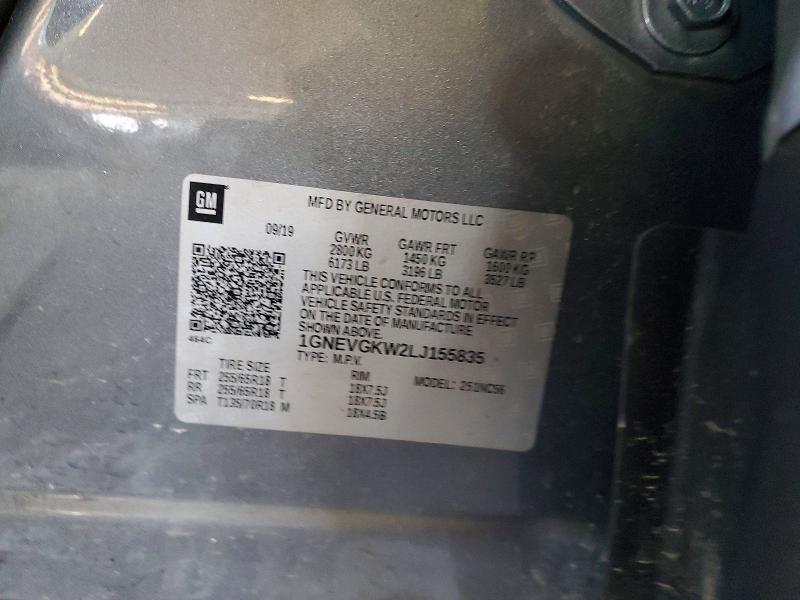 GM
MFD BY GENERAL MOTORS LLC
09/19 GVWR GAWR FRT GAWR RR
2800 KG 1450 KG 1600 KG
6173 LB 3196 LB 3527 LB
THIS VEHICLE CONFORMS TO ALL
APPLICABLE U.S. FEDERAL MOTOR
VEHICLE SAFETY STANDARDS IN EFFECT
ON THE DATE OF MANUFACTURE
SHOWN ABOVE.
464C 1GNEVGKW2LJ155835
TYPE: M.P.V.
TIRE SIZE RIM MODEL:
FRT 255/65R18 T 18X7.5J
RR 255/65R18 T 18X7.5J
SPA T135/70R18 M 18X4.5B